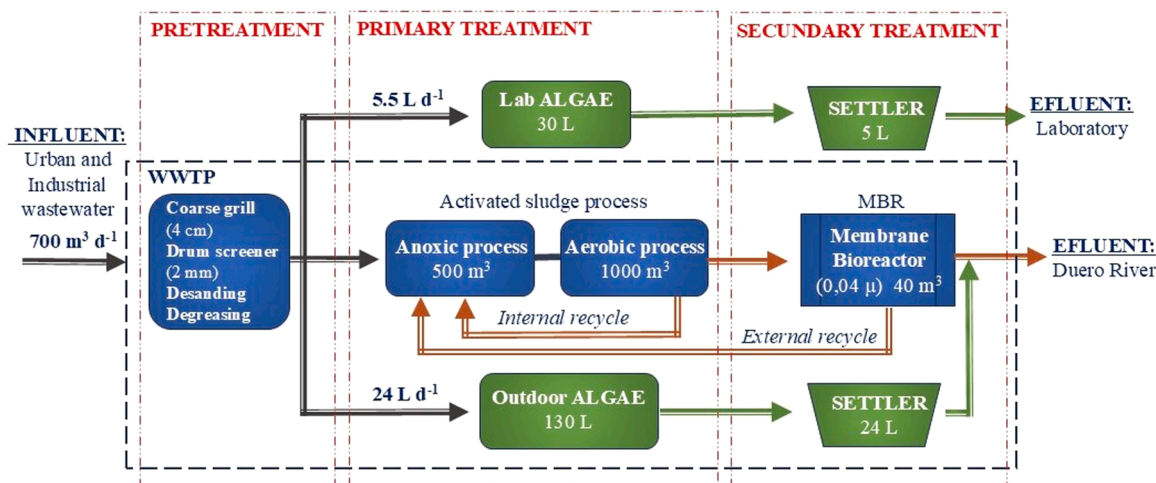 PRETREATMENT
PRIMARY TREATMENT
SECUNDARY TREATMENT
5.5 L d⁻¹
Lab ALGAE
30 L
SETTLER
5 L
EFLUENT:
Laboratory
INFLUENT:
Urban and
Industrial
wastewater
700 m³ d⁻¹
WWTP
Coarse grill
(4 cm)
Drum screener
(2 mm)
Desanding
Degreasing
Activated sludge process
Anoxic process
500 m³
Aerobic process
1000 m³
MBR
Membrane
Bioreactor
(0,04 μ) 40 m³
EFLUENT:
Duero River
Internal recycle
External recycle
24 L d⁻¹
Outdoor ALGAE
130 L
SETTLER
24 L